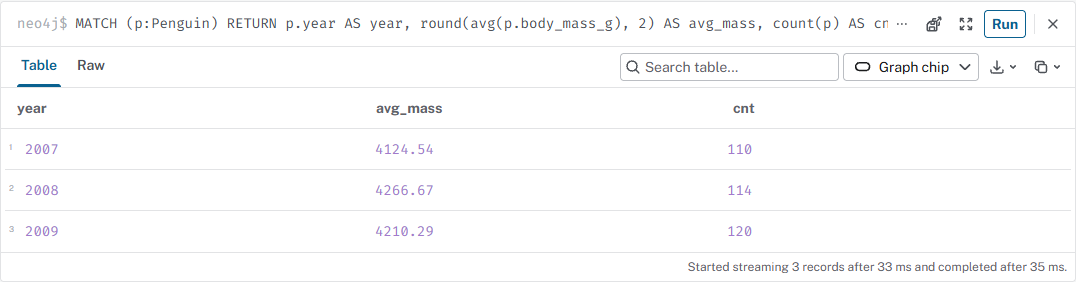 neo4j$ MATCH (p:Penguin) RETURN p.year AS year, round(avg(p.body_mass_g), 2) AS avg_mass, count(p) AS cn ··· Run
Table Raw Search table... Graph chip
year avg_mass cnt
1 2007 4124.54 110
2 2008 4266.67 114
3 2009 4210.29 120
Started streaming 3 records after 33 ms and completed after 35 ms.